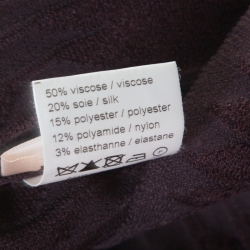 50% viscose / viscose
20% soie / silk
15% polyester / polyester
12% polyamide / nylon
3% elasthanne / elastane